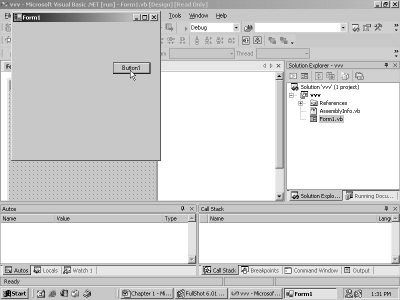 vvv - Microsoft Visual Basic .NET [run] - Form1.vb [Design] [Read Only]
Form1
Tools Window Help
Debug
Thread
Button1
Solution Explorer - vvv
Solution 'vvv' (1 project)
vvv
References
AssemblyInfo.vb
Form1.vb
Solution Explo... Running Docu...
Autos
Name Value Type
Call Stack
Name Lang
Autos Locals Watch 1
Call Stack Breakpoints Command Window Output
Ready
Start Chapter 1 - Mi... FullShot 6.01 ... vvv - Microsof... Form1 1:31 PM